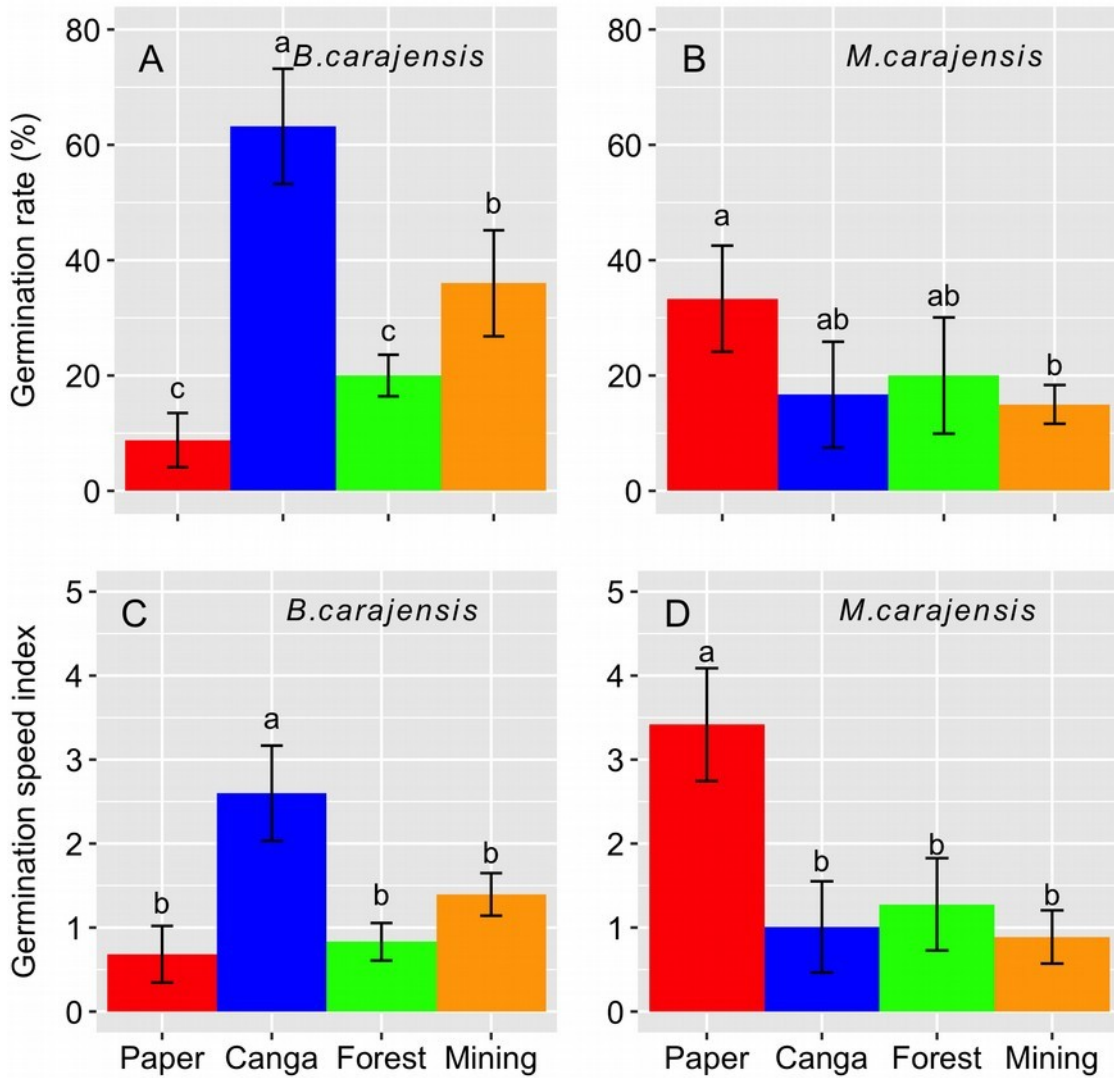 Germination rate (%)
80
60
40
20
0
A
B.carajensis
c
a
c
b
80
60
40
20
0
B
M.carajensis
a
ab
ab
b
Germination speed index
5
4
3
2
1
0
C
B.carajensis
b
a
b
b
Paper Canga Forest Mining
5
4
3
2
1
0
D
M.carajensis
a
b
b
b
Paper Canga Forest Mining